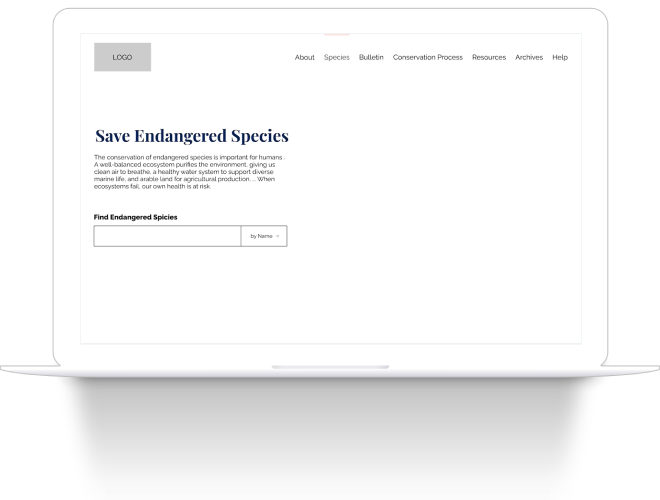 LOGO
About Species Bulletin Conservation Process Resources Archives Help
Save Endangered Species
The conservation of endangered species is important for humans .
A well-balanced ecosystem purifies the environment, giving us
clean air to breathe, a healthy water system to support diverse
marine life, and arable land for agricultural production ... When
ecosystems fail, our own health is at risk.
Find Endangered Spicies
by Name